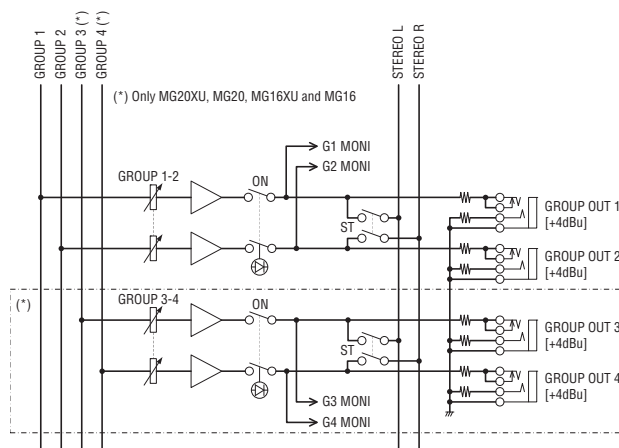 GROUP 1
GROUP 2
GROUP 3 (*)
GROUP 4 (*)
STEREO L
STEREO R
(*) Only MG20XU, MG20, MG16XU and MG16
G1 MONI
G2 MONI
GROUP 1-2
ON
ST
GROUP OUT 1
[+4dBu]
GROUP OUT 2
[+4dBu]
(*)
GROUP 3-4
ON
ST
GROUP OUT 3
[+4dBu]
GROUP OUT 4
[+4dBu]
G3 MONI
G4 MONI